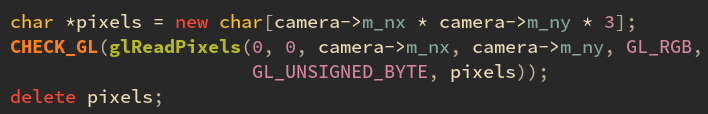 char *pixels = new char[camera->m_nx * camera->m_ny * 3];
CHECK_GL(glReadPixels(0, 0, camera->m_nx, camera->m_ny, GL_RGB,
GL_UNSIGNED_BYTE, pixels));
delete pixels;